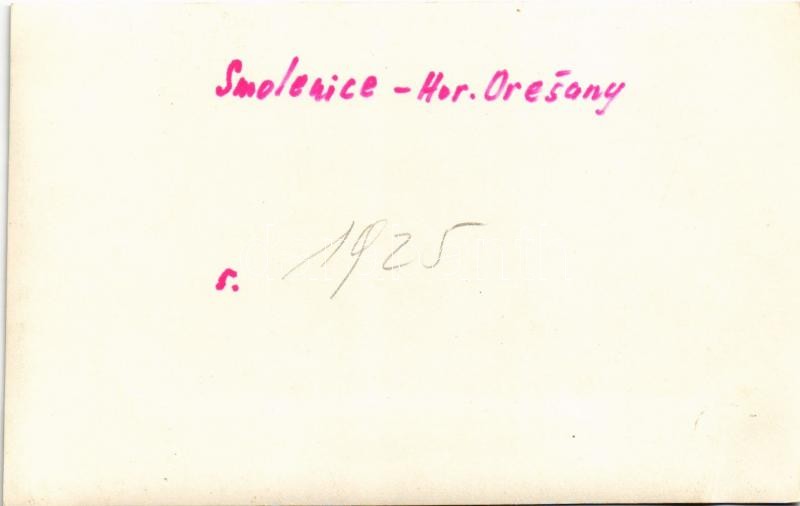 Smolenice - Hor. Orešany
r. 1925